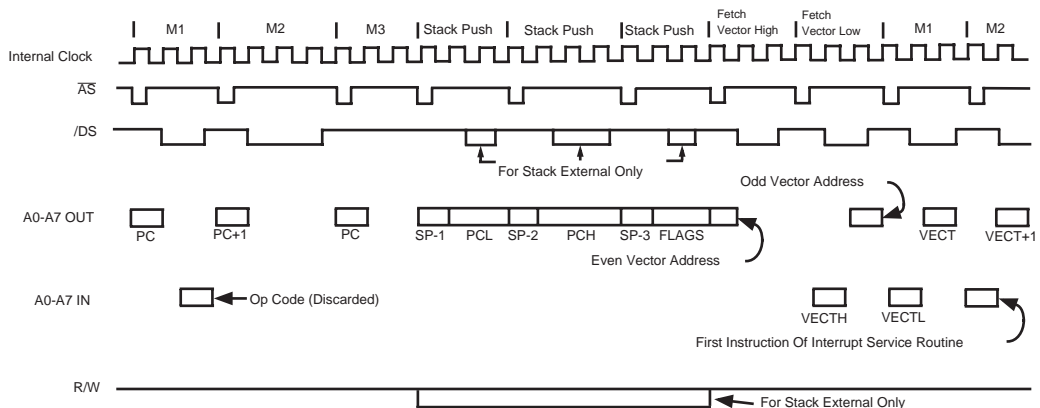 M1 M2 M3 Stack Push Stack Push Stack Push Fetch Vector High Fetch Vector Low M1 M2
Internal Clock
AS
/DS
For Stack External Only
Odd Vector Address
A0-A7 OUT
PC PC+1 PC SP-1 PCL SP-2 PCH SP-3 FLAGS VECT VECT+1
Even Vector Address
A0-A7 IN
Op Code (Discarded)
VECTH VECTL
First Instruction Of Interrupt Service Routine
R/W
For Stack External Only